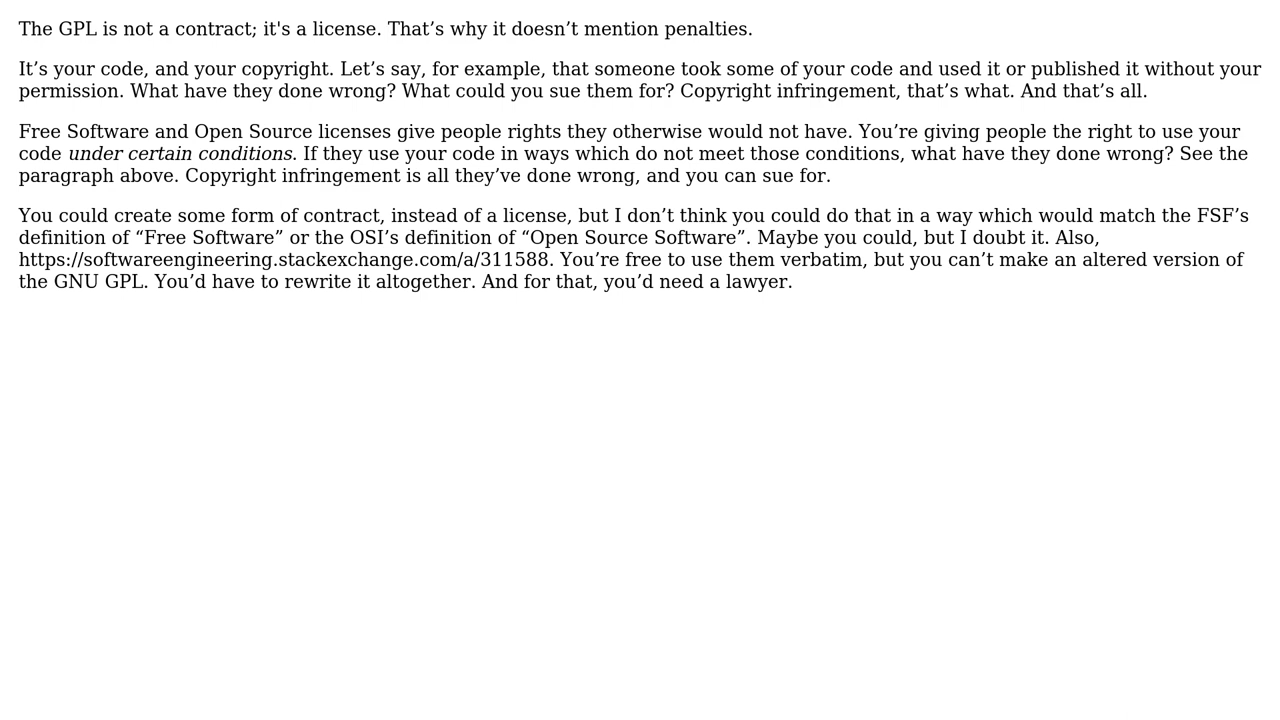 The GPL is not a contract; it's a license. That’s why it doesn’t mention penalties.
It’s your code, and your copyright. Let’s say, for example, that someone took some of your code and used it or published it without your
permission. What have they done wrong? What could you sue them for? Copyright infringement, that’s what. And that’s all.
Free Software and Open Source licenses give people rights they otherwise would not have. You’re giving people the right to use your
code under certain conditions. If they use your code in ways which do not meet those conditions, what have they done wrong? See the
paragraph above. Copyright infringement is all they’ve done wrong, and you can sue for.
You could create some form of contract, instead of a license, but I don’t think you could do that in a way which would match the FSF’s
definition of “Free Software” or the OSI’s definition of “Open Source Software”. Maybe you could, but I doubt it. Also,
https://softwareengineering.stackexchange.com/a/311588. You’re free to use them verbatim, but you can’t make an altered version of
the GNU GPL. You’d have to rewrite it altogether. And for that, you’d need a lawyer.